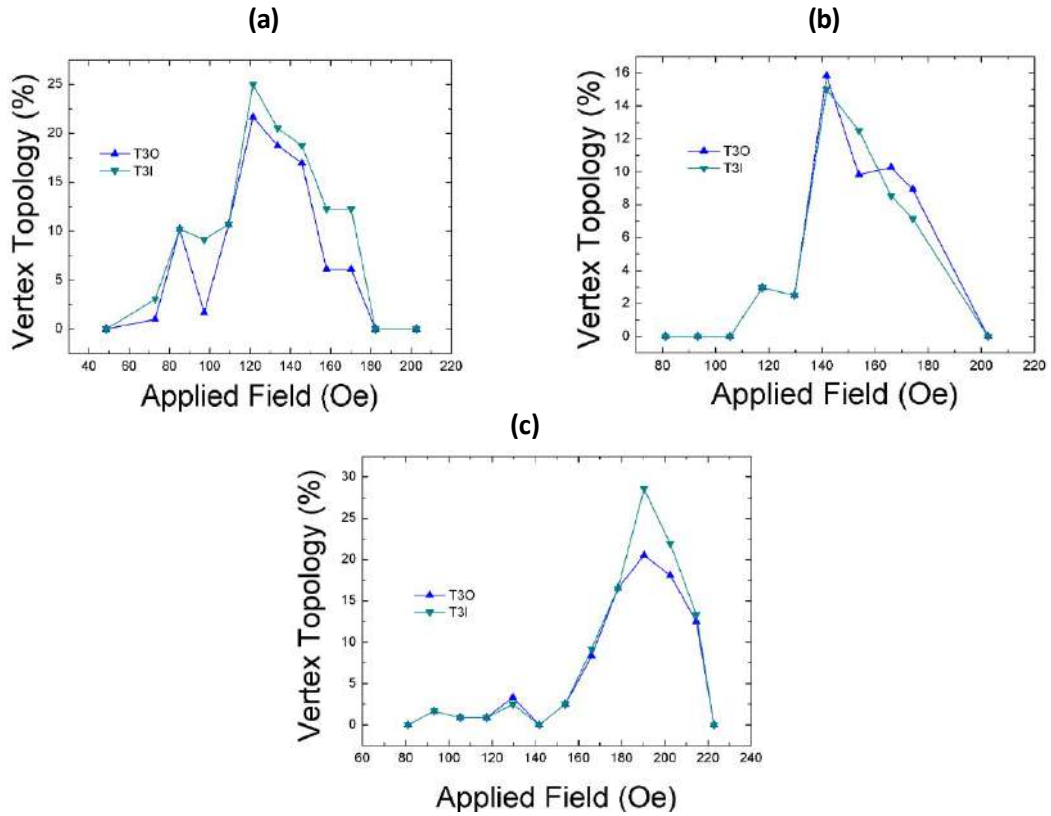 (a)
(b)
Vertex Topology (%)
25
20
15
10
5
0
T3O
T3I
40 60 80 100 120 140 160 180 200 220
Applied Field (Oe)
Vertex Topology (%)
16
14
12
10
8
6
4
2
0
T3O
T3I
80 100 120 140 160 180 200 220
Applied Field (Oe)
(c)
Vertex Topology (%)
30
25
20
15
10
5
0
T3O
T3I
60 80 100 120 140 160 180 200 220 240
Applied Field (Oe)